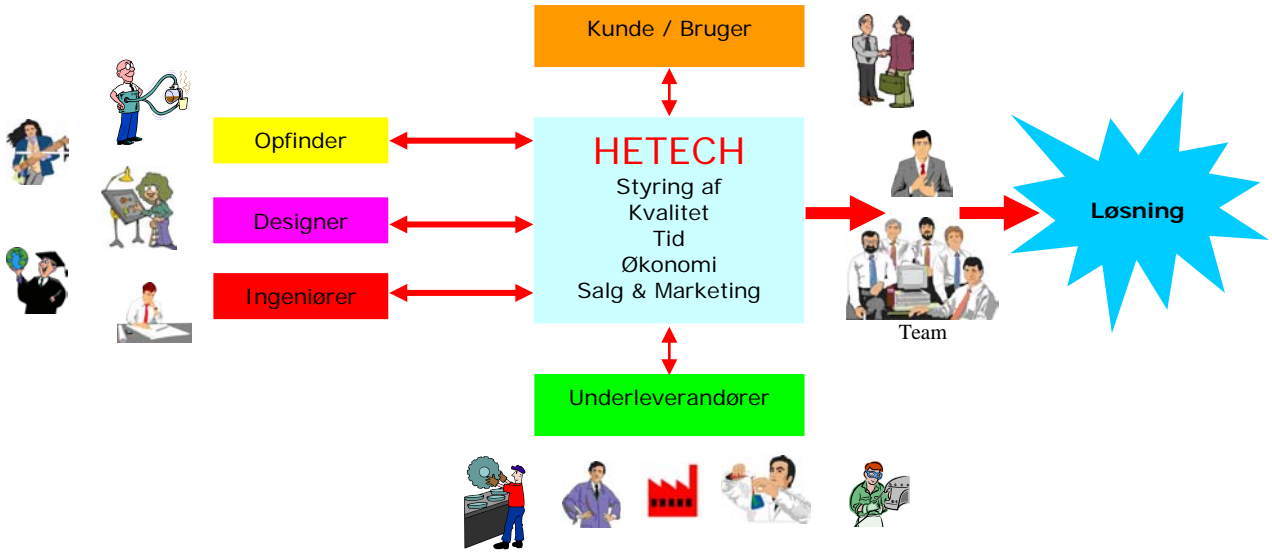 Kunde / Bruger
Opfinder
Designer
Ingeniører
HETECH
Styring af
Kvalitet
Tid
Økonomi
Salg & Marketing
Team
Løsning
Underleverandører